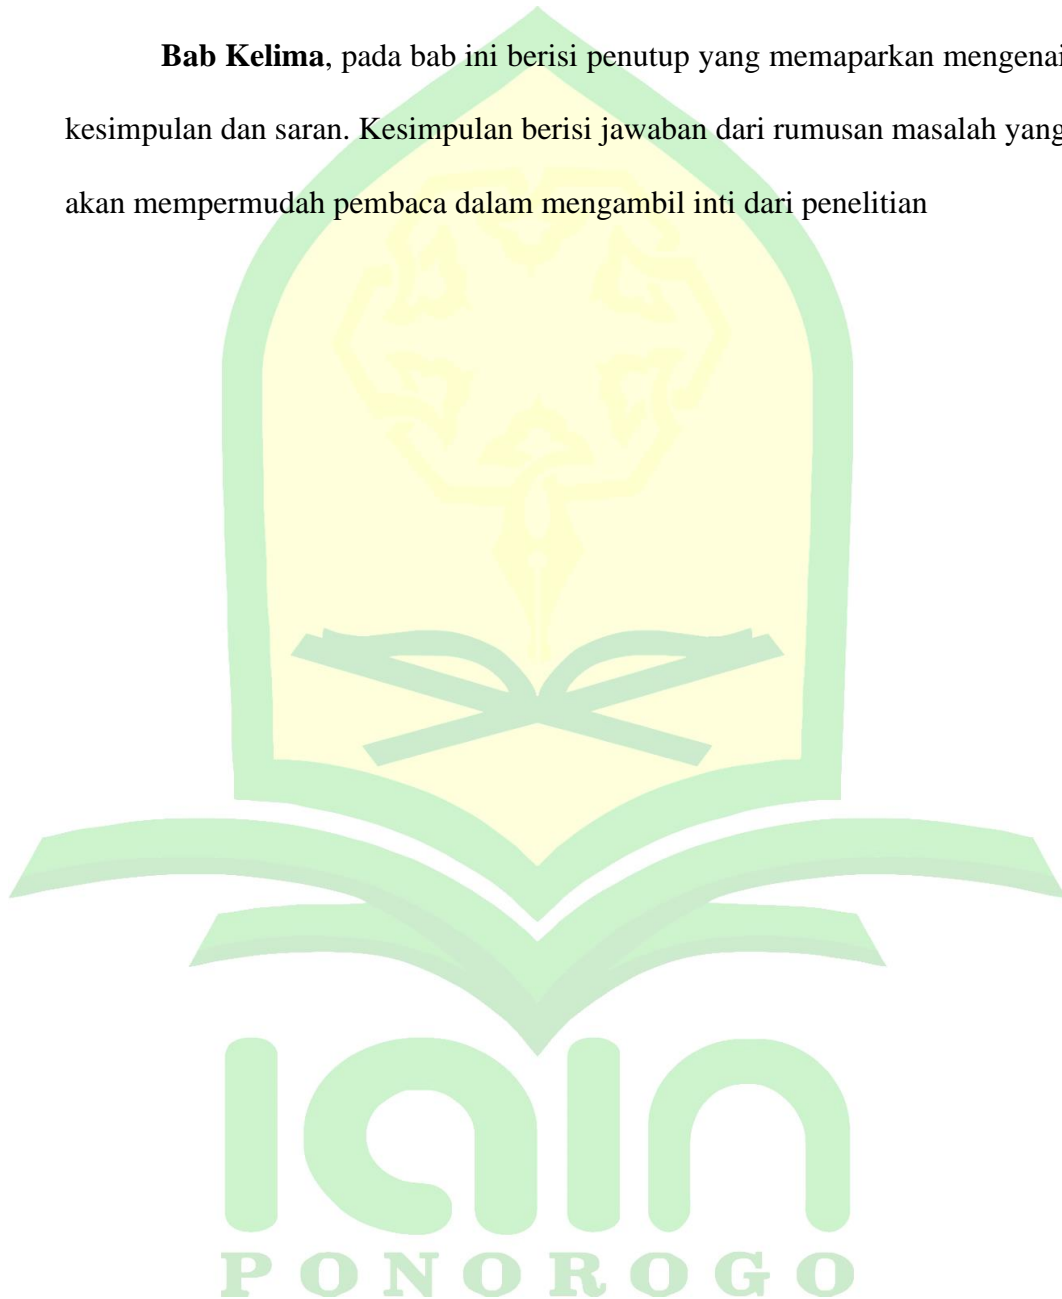 Bab Kelima, pada bab ini berisi penutup yang memaparkan mengenai
kesimpulan dan saran. Kesimpulan berisi jawaban dari rumusan masalah yang
akan mempermudah pembaca dalam mengambil inti dari penelitian
iain
PONOROGO